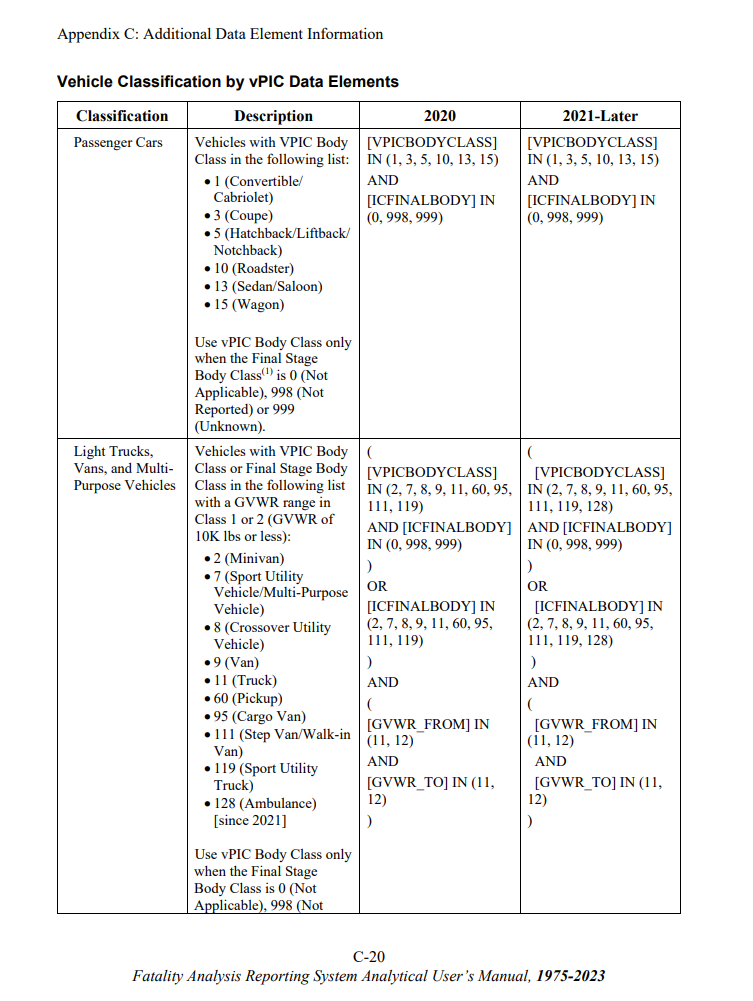 Appendix C: Additional Data Element Information
Vehicle Classification by vPIC Data Elements
Classification
Description
2020
2021-Later
Passenger Cars
Vehicles with VPIC Body
Class in the following list:
• 1 (Convertible/
Cabriolet)
• 3 (Coupe)
• 5 (Hatchback/Liftback/
Notchback)
• 10 (Roadster)
• 13 (Sedan/Saloon)
• 15 (Wagon)
Use vPIC Body Class only
when the Final Stage
Body Class(1) is 0 (Not
Applicable), 998 (Not
Reported) or 999
(Unknown).
[VPICBODYCLASS]
IN (1, 3, 5, 10, 13, 15)
AND
[ICFINALBODY] IN
(0, 998, 999)
[VPICBODYCLASS]
IN (1, 3, 5, 10, 13, 15)
AND
[ICFINALBODY] IN
(0, 998, 999)
Light Trucks,
Vans, and Multi-
Purpose Vehicles
Vehicles with VPIC Body
Class or Final Stage Body
Class in the following list
with a GVWR range in
Class 1 or 2 (GVWR of
10K lbs or less):
• 2 (Minivan)
• 7 (Sport Utility
Vehicle/Multi-Purpose
Vehicle)
• 8 (Crossover Utility
Vehicle)
• 9 (Van)
• 11 (Truck)
• 60 (Pickup)
• 95 (Cargo Van)
• 111 (Step Van/Walk-in
Van)
• 119 (Sport Utility
Truck)
• 128 (Ambulance)
[since 2021]
Use vPIC Body Class only
when the Final Stage
Body Class is 0 (Not
Applicable), 998 (Not
(
[VPICBODYCLASS]
IN (2, 7, 8, 9, 11, 60, 95,
111, 119)
AND [ICFINALBODY]
IN (0, 998, 999)
)
OR
[ICFINALBODY] IN
(2, 7, 8, 9, 11, 60, 95,
111, 119)
)
AND
(
[GVWR_FROM] IN
(11, 12)
AND
[GVWR_TO] IN (11,
12)
)
(
[VPICBODYCLASS]
IN (2, 7, 8, 9, 11, 60, 95,
111, 119, 128)
AND [ICFINALBODY]
IN (0, 998, 999)
)
OR
[ICFINALBODY] IN
(2, 7, 8, 9, 11, 60, 95,
111, 119, 128)
)
AND
(
[GVWR_FROM] IN
(11, 12)
AND
[GVWR_TO] IN (11,
12)
)
C-20
Fatality Analysis Reporting System Analytical User's Manual, 1975-2023